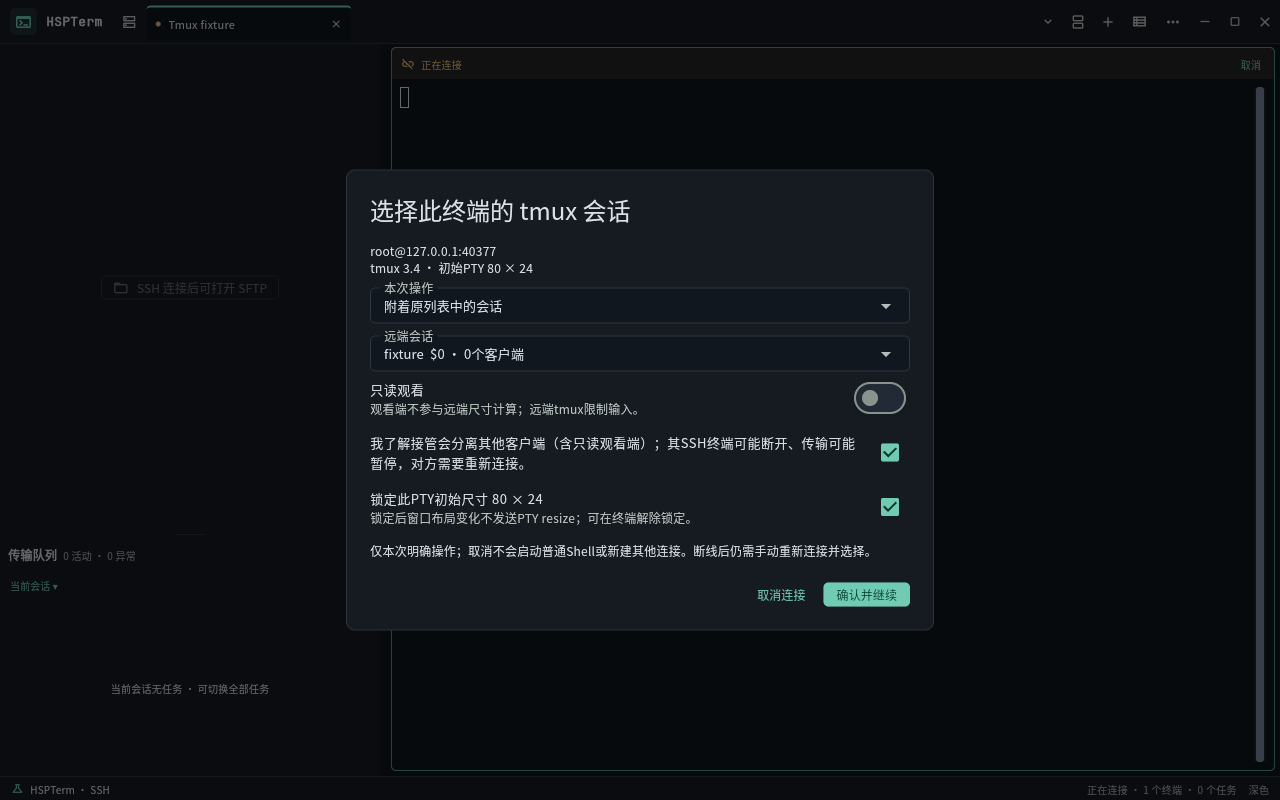 HSPTerm
Tmux fixture
正在连接
取消
SSH 连接后可打开 SFTP
选择此终端的 tmux 会话
root@127.0.0.1:40377
tmux 3.4 · 初始PTY 80 × 24
本次操作
附着原列表中的会话
远端会话
fixture $0 · 0个客户端
只读观看
观看端不参与远端尺寸计算；远端tmux限制输入。
我了解接管会分离其他客户端（含只读观看端）；其SSH终端可能断开、传输可能
暂停，对方需要重新连接。
锁定此PTY初始尺寸 80 × 24
锁定后窗口布局变化不发送PTY resize；可在终端解除锁定。
仅本次明确操作；取消不会启动普通Shell或新建其他连接。断线后仍需手动重新连接并选择。
取消连接
确认并继续
传输队列 0 活动 · 0 异常
当前会话 ▾
当前会话无任务 · 可切换全部任务
HSPTerm · SSH
正在连接 · 1 个终端 · 0 个任务
深色